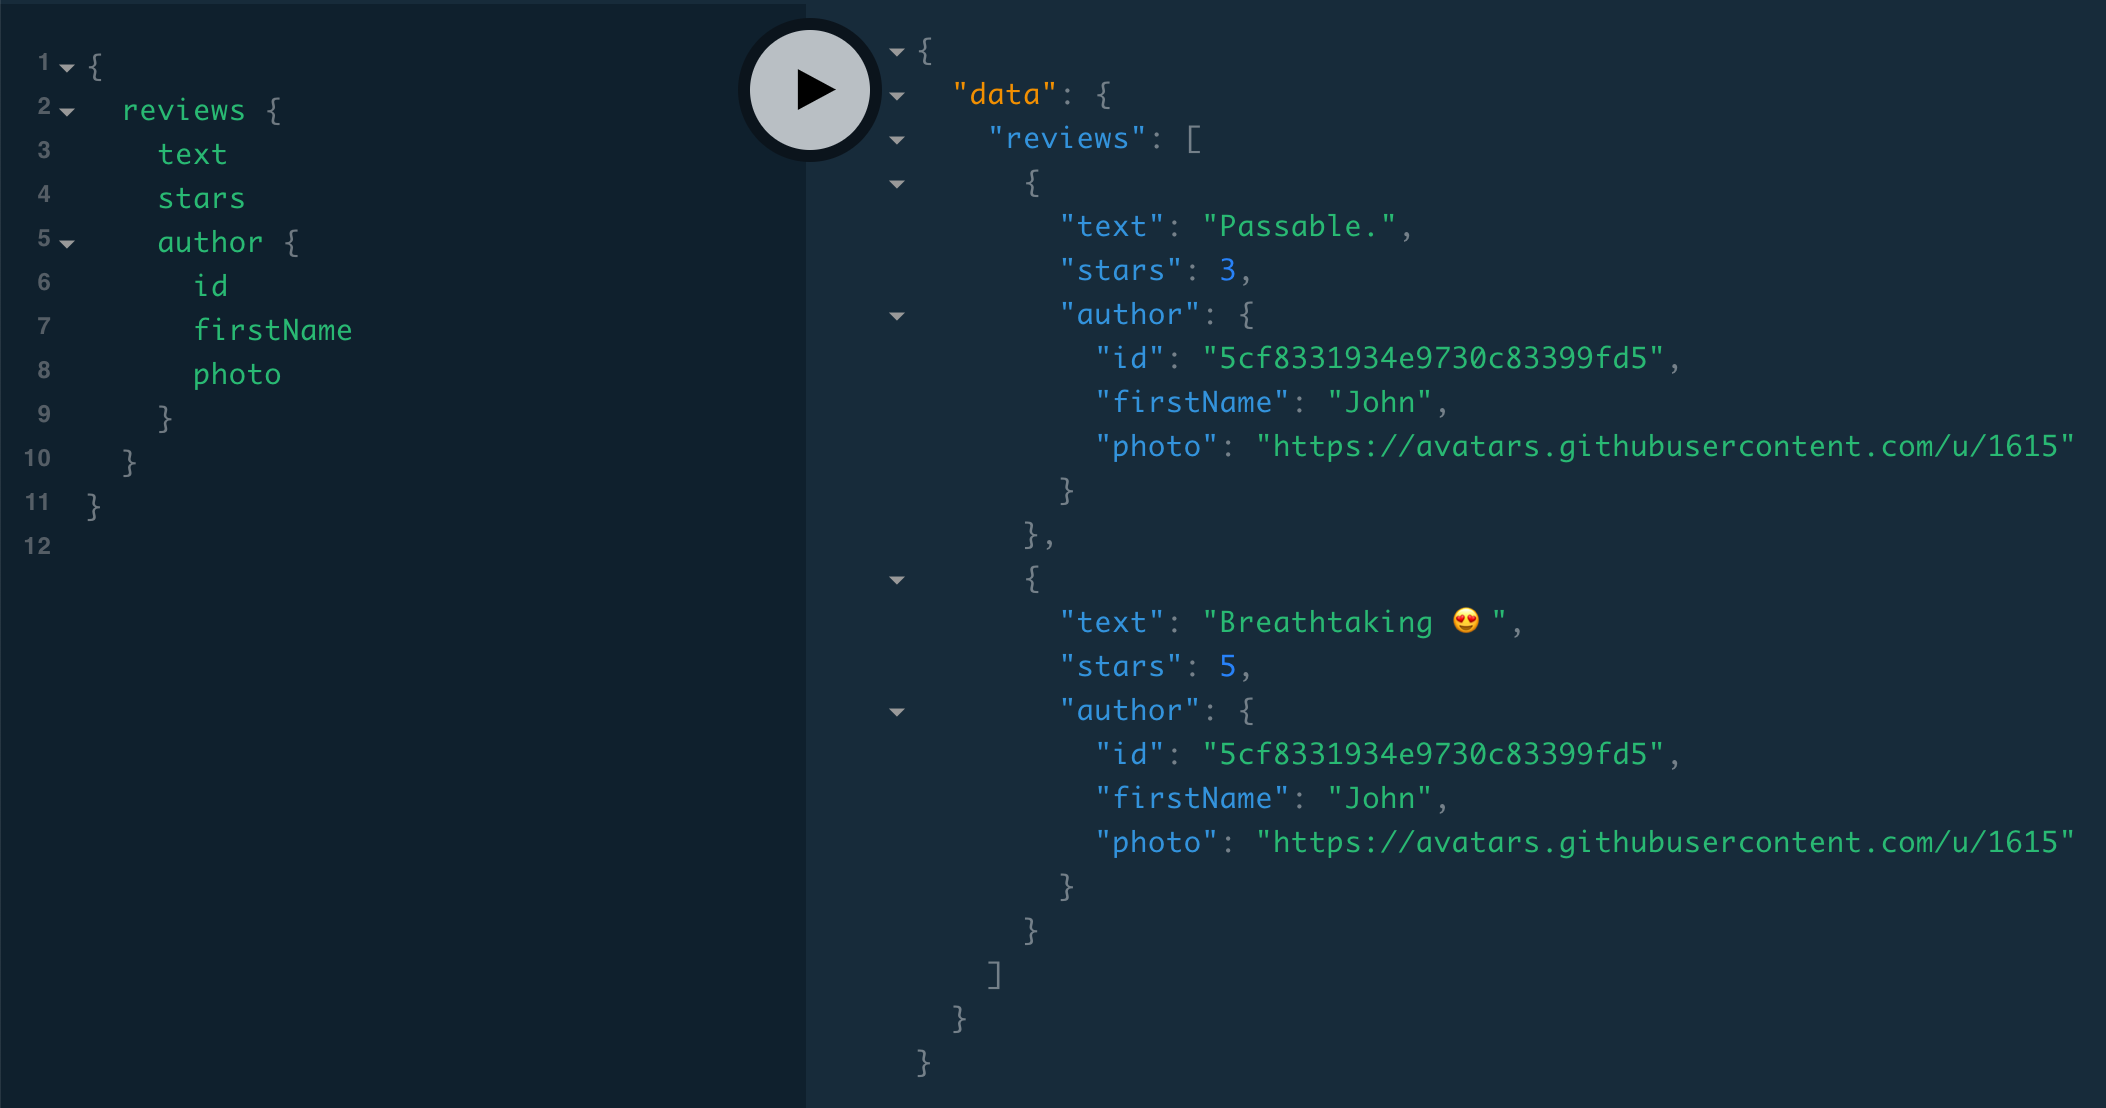 1 {
2 reviews {
3 text
4 stars
5 author {
6 id
7 firstName
8 photo
9 }
10 }
11 }
12
{
"data": {
"reviews": [
{
"text": "Passable.",
"stars": 3,
"author": {
"id": "5cf8331934e9730c83399fd5",
"firstName": "John",
"photo": "https://avatars.githubusercontent.com/u/1615"
}
},
{
"text": "Breathtaking 😍 ",
"stars": 5,
"author": {
"id": "5cf8331934e9730c83399fd5",
"firstName": "John",
"photo": "https://avatars.githubusercontent.com/u/1615"
}
}
]
}
}